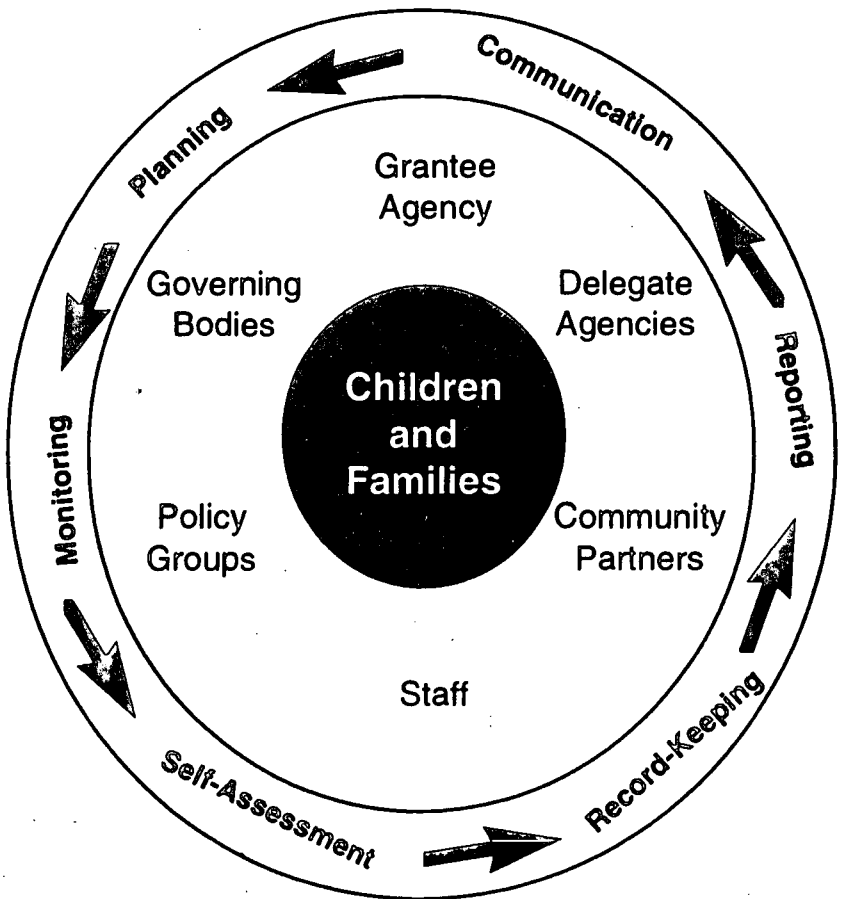 Communication
Planning
Grantee
Agency
Governing
Bodies
Delegate
Agencies
Children
and
Families
Reporting
Monitoring
Policy
Groups
Community
Partners
Staff
Self-Assessment
Record-Keeping